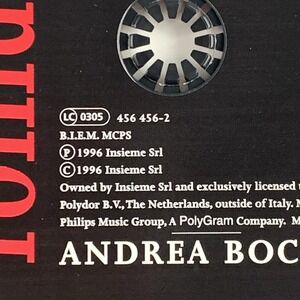 LC 0305 456 456-2
B.I.E.M. MCPS
Ⓟ 1996 Insieme Srl
© 1996 Insieme Srl
Owned by Insieme Srl and exclusively licensed
Polydor B.V., The Netherlands, outside of Italy.
Philips Music Group, A PolyGram Company.
ANDREA BOC